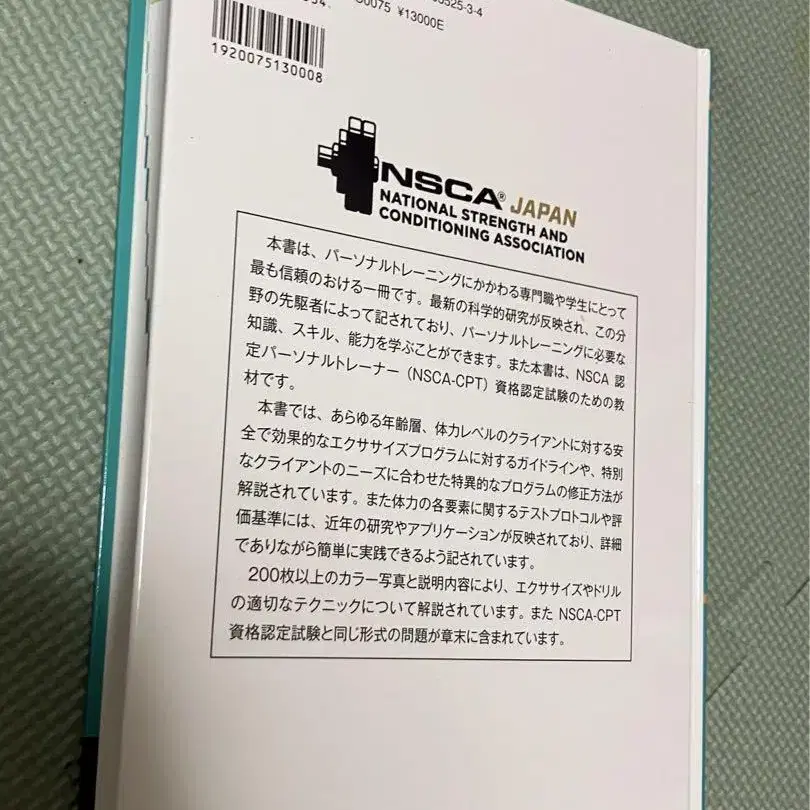 C0075 ¥13000E
1920075130008
NSCA® JAPAN
NATIONAL STRENGTH AND
CONDITIONING ASSOCIATION
本書は、パーソナルトレーニングにかかわる専門職や学生にとって
最も信頼のおける一冊です。最新の科学的研究が反映され、この分
野の先駆者によって記されており、パーソナルトレーニングに必要な
知識、スキル、能力を学ぶことができます。また本書は、NSCA 認
定パーソナルトレーナー（NSCA-CPT）資格認定試験のための教
材です。
本書では、あらゆる年齢層、体力レベルのクライアントに対する安
全で効果的なエクササイズプログラムに対するガイドラインや、特別
なクライアントのニーズに合わせた特異的なプログラムの修正方法が
解説されています。また体力の各要素に関するテストプロトコルや評
価基準には、近年の研究やアプリケーションが反映されており、詳細
でありながら簡単に実践できるよう記されています。
200枚以上のカラー写真と説明内容により、エクササイズやドリル
の適切なテクニックについて解説されています。また NSCA-CPT
資格認定試験と同じ形式の問題が章末に含まれています。